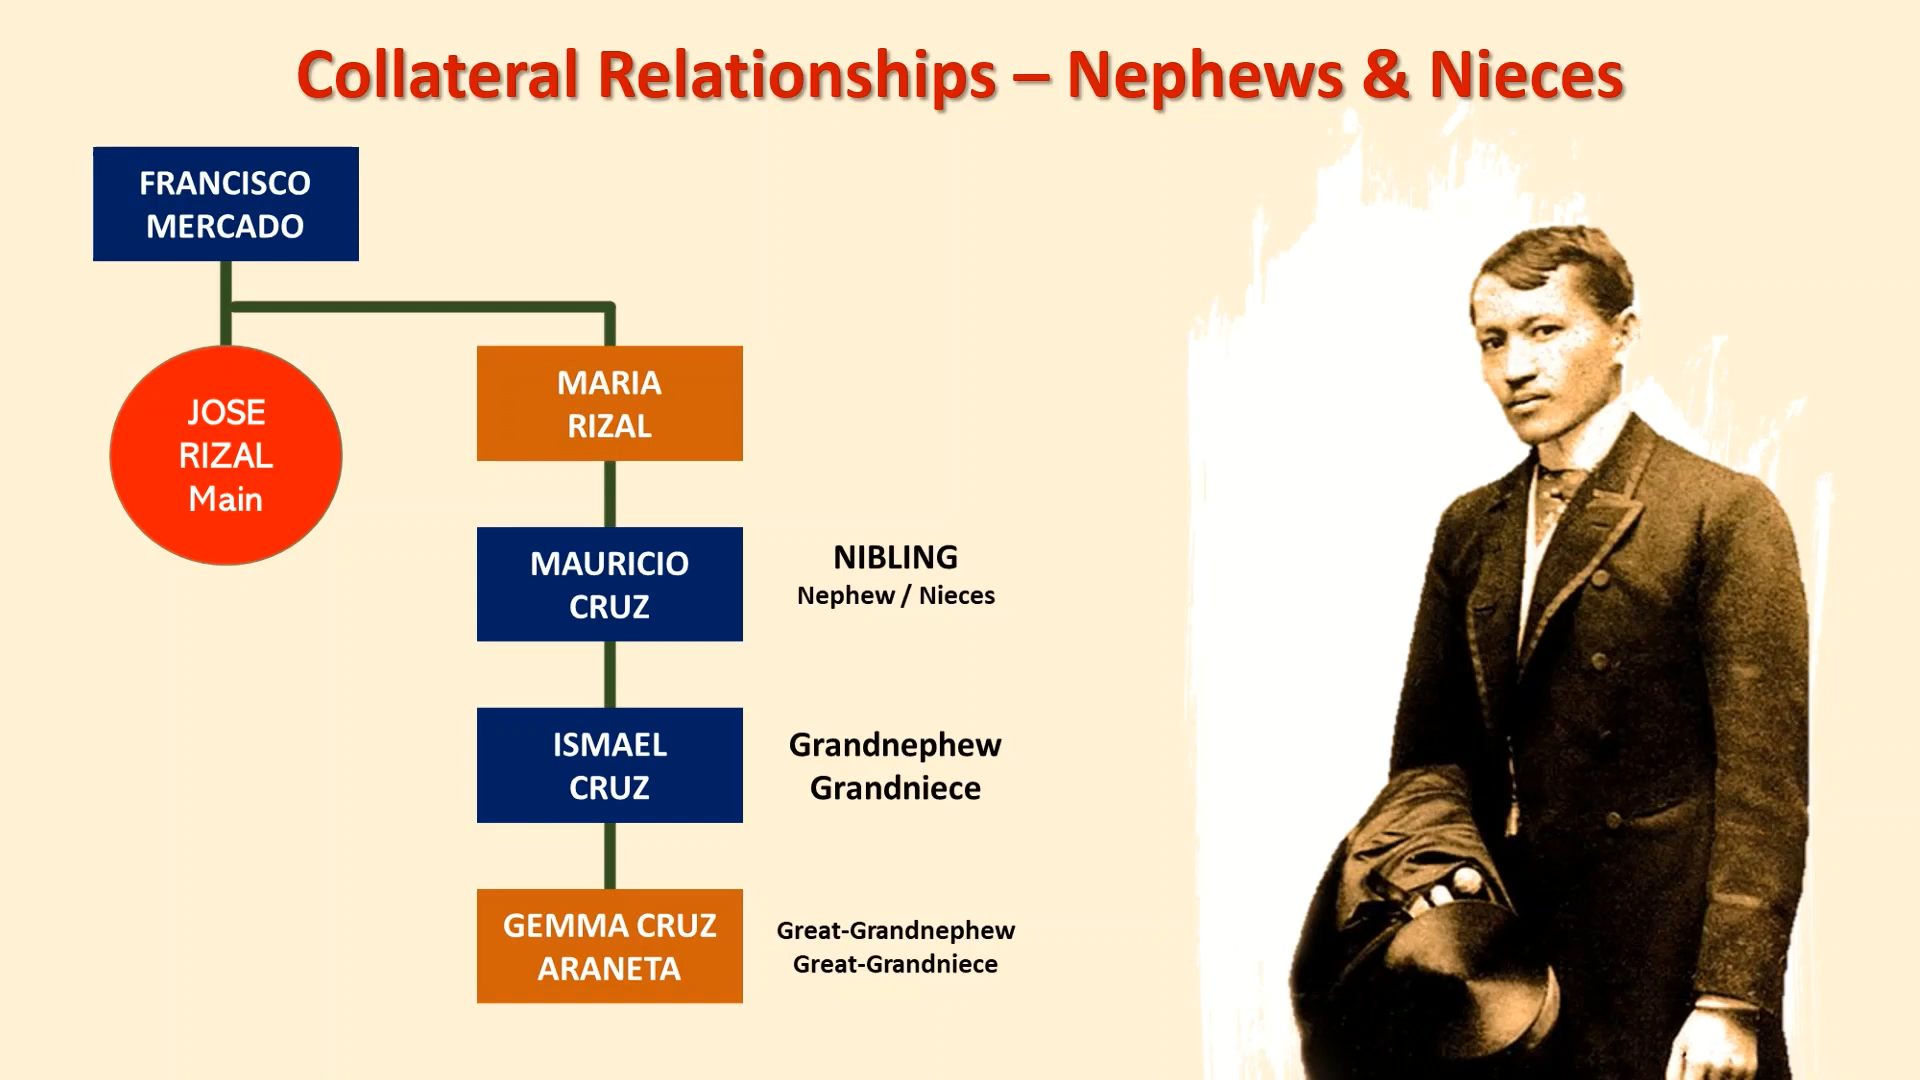 Collateral Relationships – Nephews & Nieces
FRANCISCO
MERCADO
JOSE
RIZAL
Main
MARIA
RIZAL
MAURICIO
CRUZ
NIBLING
Nephew / Nieces
ISMAEL
CRUZ
Grandnephew
Grandniece
GEMMA CRUZ
ARANETA
Great-Grandnephew
Great-Grandniece